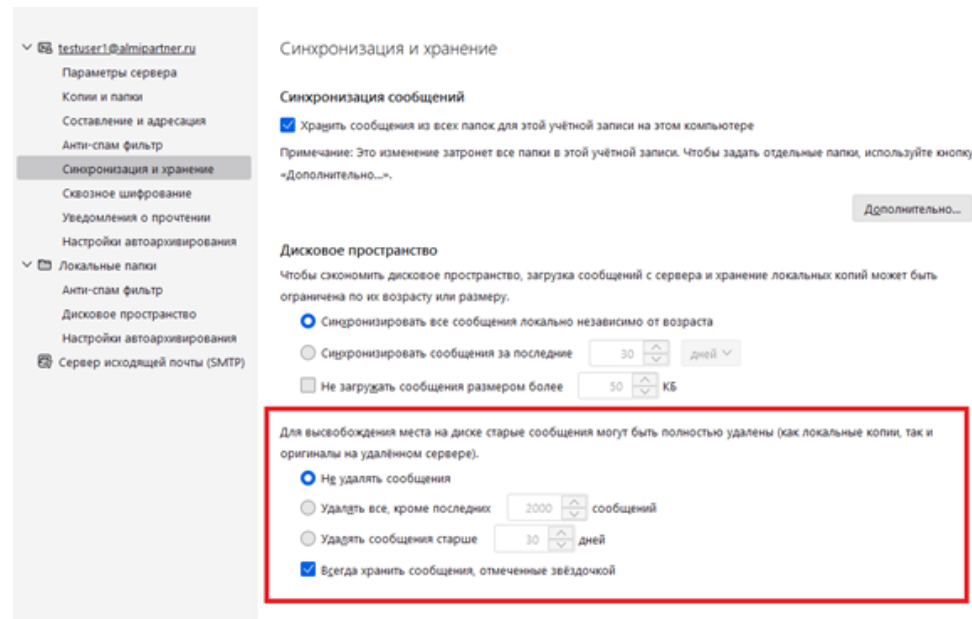 testuser1@almipartner.ru
Параметры сервера
Копии и папки
Составление и адресация
Анти-спам фильтр
Синхронизация и хранение
Сквозное шифрование
Уведомления о прочтении
Настройки автоархивирования
Локальные папки
Анти-спам фильтр
Дисковое пространство
Настройки автоархивирования
Сервер исходящей почты (SMTP)
Синхронизация и хранение
Синхронизация сообщений
Хранить сообщения из всех папок для этой учётной записи на этом компьютере
Примечание: Это изменение затронет все папки в этой учётной записи. Чтобы задать отдельные папки, используйте кнопку
«Дополнительно...».
Дополнительно...
Дисковое пространство
Чтобы сэкономить дисковое пространство, загрузка сообщений с сервера и хранение локальных копий может быть
ограничена по их возрасту или размеру.
Синхронизировать все сообщения локально независимо от возраста
Синхронизировать сообщения за последние 30 дней
Не загружать сообщения размером более 50 КБ
Для высвобождения места на диске старые сообщения могут быть полностью удалены (как локальные копии, так и
оригиналы на удалённом сервере).
Не удалять сообщения
Удалять все, кроме последних 2000 сообщений
Удалять сообщения старше 30 дней
Всегда хранить сообщения, отмеченные звёздочкой